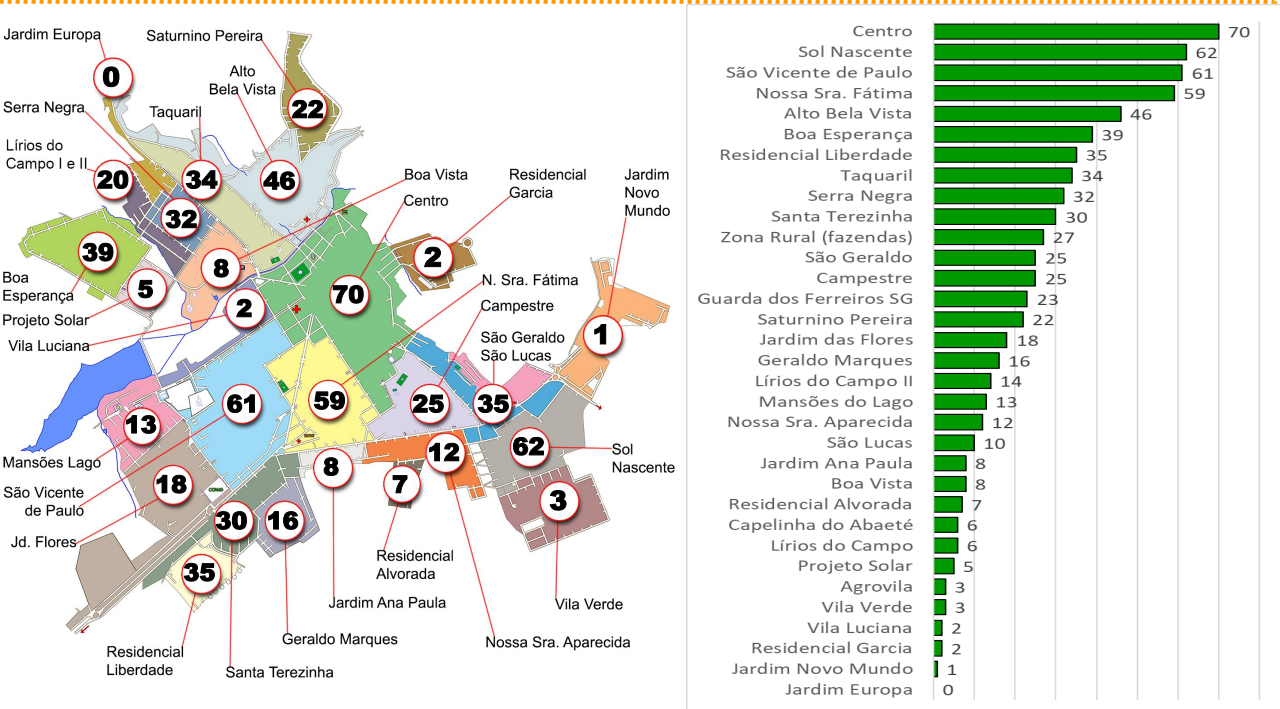 Jardim Europa
0
Saturnino Pereira
22
Alto
Bela Vista
46
Serra Negra
32
Taquaril
34
Lírios do
Campo I e II
20
Boa Vista
8
Centro
70
Residencial
Garcia
2
Jardim
Novo
Mundo
1
39
Boa
Esperança
5
Projeto Solar
2
Vila Luciana
N. Sra. Fátima
59
Campestre
25
São Geraldo
São Lucas
35
61
13
Mansões Lago
São Vicente
de Paulo
18
Jd. Flores
12
62
Sol
Nascente
8
7
3
30
16
35
Residencial
Alvorada
Jardim Ana Paula
Vila Verde
Geraldo Marques
Nossa Sra. Aparecida
Residencial
Liberdade
Santa Terezinha
Centro 70
Sol Nascente 62
São Vicente de Paulo 61
Nossa Sra. Fátima 59
Alto Bela Vista 46
Boa Esperança 39
Residencial Liberdade 35
Taquaril 34
Serra Negra 32
Santa Terezinha 30
Zona Rural (fazendas) 27
São Geraldo 25
Campestre 25
Guarda dos Ferreiros SG 23
Saturnino Pereira 22
Jardim das Flores 18
Geraldo Marques 16
Lírios do Campo II 14
Mansões do Lago 13
Nossa Sra. Aparecida 12
São Lucas 10
Jardim Ana Paula 8
Boa Vista 8
Residencial Alvorada 7
Capelinha do Abaeté 6
Lírios do Campo 6
Projeto Solar 5
Agrovila 3
Vila Verde 3
Vila Luciana 2
Residencial Garcia 2
Jardim Novo Mundo 1
Jardim Europa 0